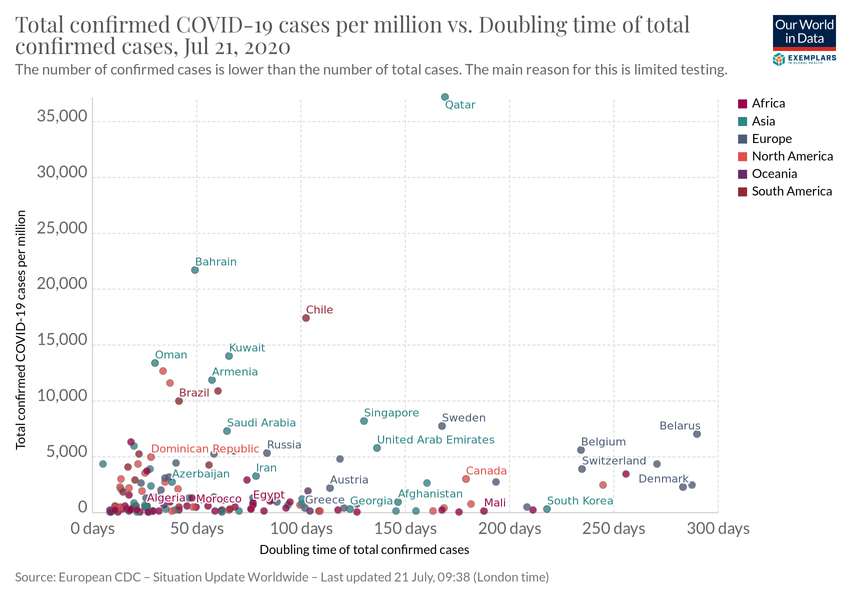 Total confirmed COVID-19 cases per million vs. Doubling time of total
confirmed cases, Jul 21, 2020
The number of confirmed cases is lower than the number of total cases. The main reason for this is limited testing.
Our World
in Data
EXEMPLARS
IN GLOBAL HEALTH
Africa
Asia
Europe
North America
Oceania
South America
Total confirmed COVID-19 cases per million
35,000
30,000
25,000
20,000
15,000
10,000
5,000
0
Qatar
Bahrain
Chile
Kuwait
Oman
Armenia
Brazil
Singapore
Sweden
Saudi Arabia
Belarus
United Arab Emirates
Belgium
Russia
Dominican Republic
Switzerland
Iran
Canada
Azerbaijan
Denmark
Austria
Afghanistan
Egypt
Algeria
Morocco
Greece
Georgia
Mali
South Korea
0 days
50 days
100 days
150 days
200 days
250 days
300 days
Doubling time of total confirmed cases
Source: European CDC – Situation Update Worldwide – Last updated 21 July, 09:38 (London time)